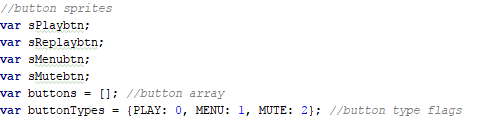 //button sprites
var sPlaybtn;
var sReplaybtn;
var sMenubtn;
var sMutebtn;
var buttons = []; //button array
var buttonTypes = {PLAY: 0, MENU: 1, MUTE: 2}; //button type flags